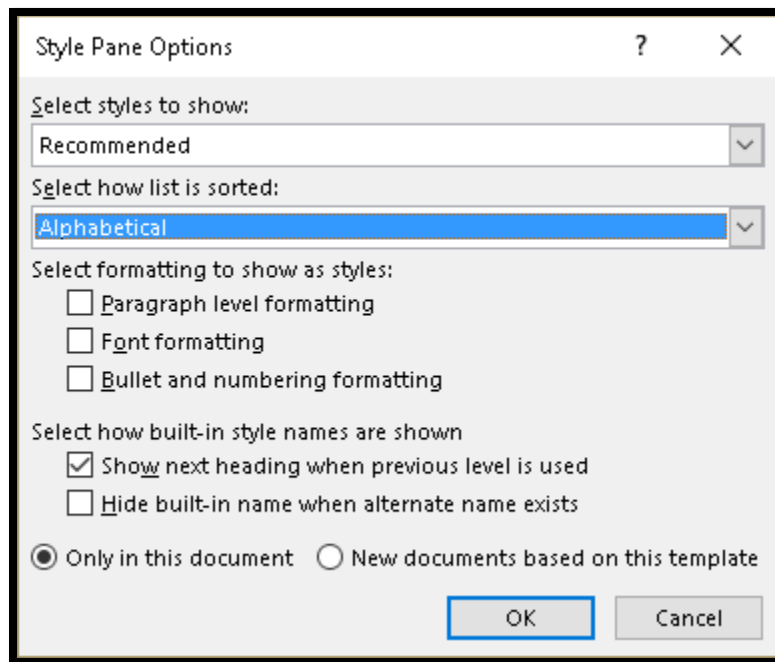 Style Pane Options
?
Select styles to show:
Recommended
Select how list is sorted:
Alphabetical
Select formatting to show as styles:
Paragraph level formatting
Font formatting
Bullet and numbering formatting
Select how built-in style names are shown
Show next heading when previous level is used
Hide built-in name when alternate name exists
Only in this document New documents based on this template
OK Cancel